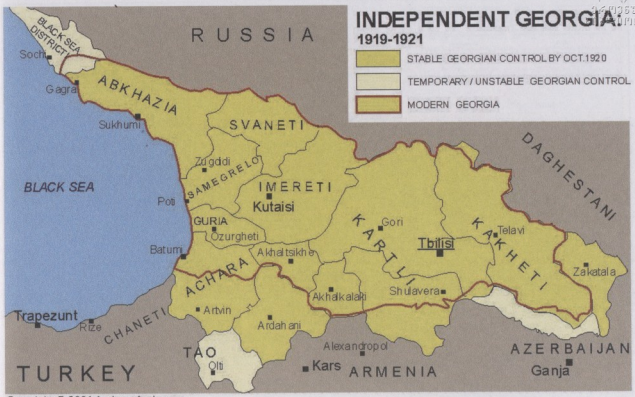 INDEPENDENT GEORGIA:
1919-1921
STABLE GEORGIAN CONTROL BY OCT.1920
TEMPORARY / UNSTABLE GEORGIAN CONTROL
MODERN GEORGIA
RUSSIA
BLACK SEA
DISTRICT
Sochi
Gagra
ABKHAZIA
Sukhumi
SVANETI
DAGHESTANI
Zugdidi
SAMEGRELO
BLACK SEA
IMERETI
Kutaisi
Poti
GURIA
Ozurgheti
Gori
KARTLI
Tbilisi
KAKHETI
Telavi
Batumi
ACHARA
Akhaltsikhe
Akhalkalaki
Shulavera
Zakatala
Trapezunt
Rize
CHANETI
Artvin
Ardahani
TAO
Olti
Alexandropol
Kars
ARMENIA
AZERBAIJAN
Ganja
TURKEY